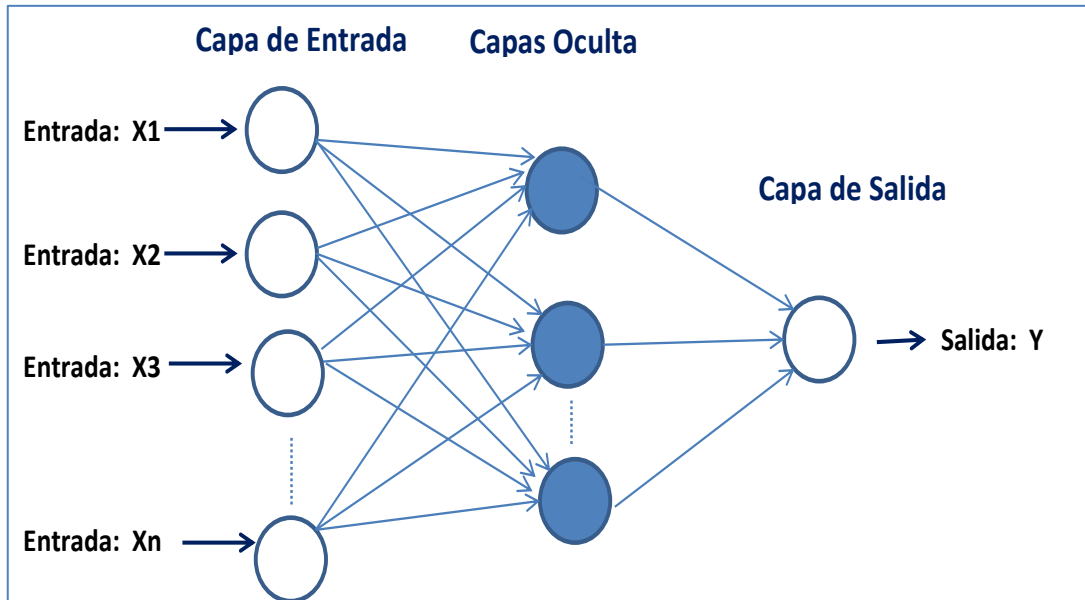 Capa de Entrada
Capas Oculta
Entrada: X1
Capa de Salida
Entrada: X2
Salida: Y
Entrada: X3
Entrada: Xn